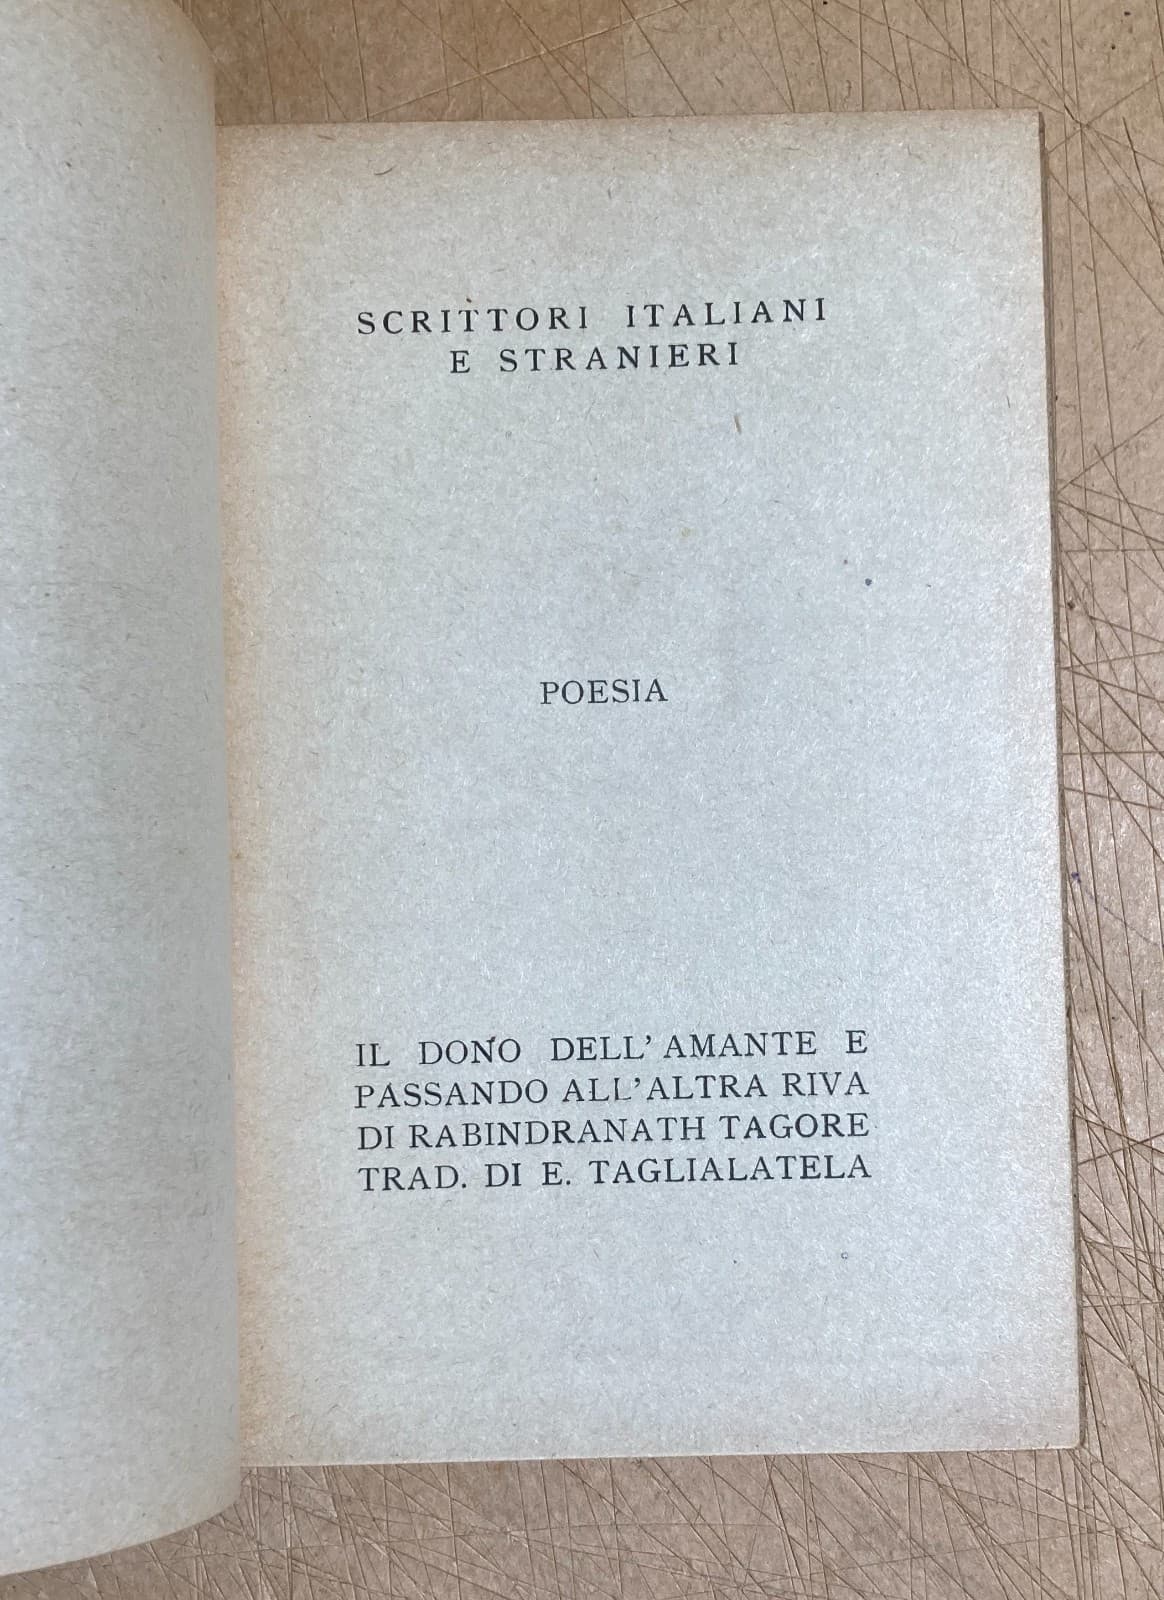 SCRITTORI ITALIANI
E STRANIERI
POESIA
IL DONO DELL'AMANTE E
PASSANDO ALL'ALTRA RIVA
DI RABINDRANATH TAGORE
TRAD. DI E. TAGLIALATELA